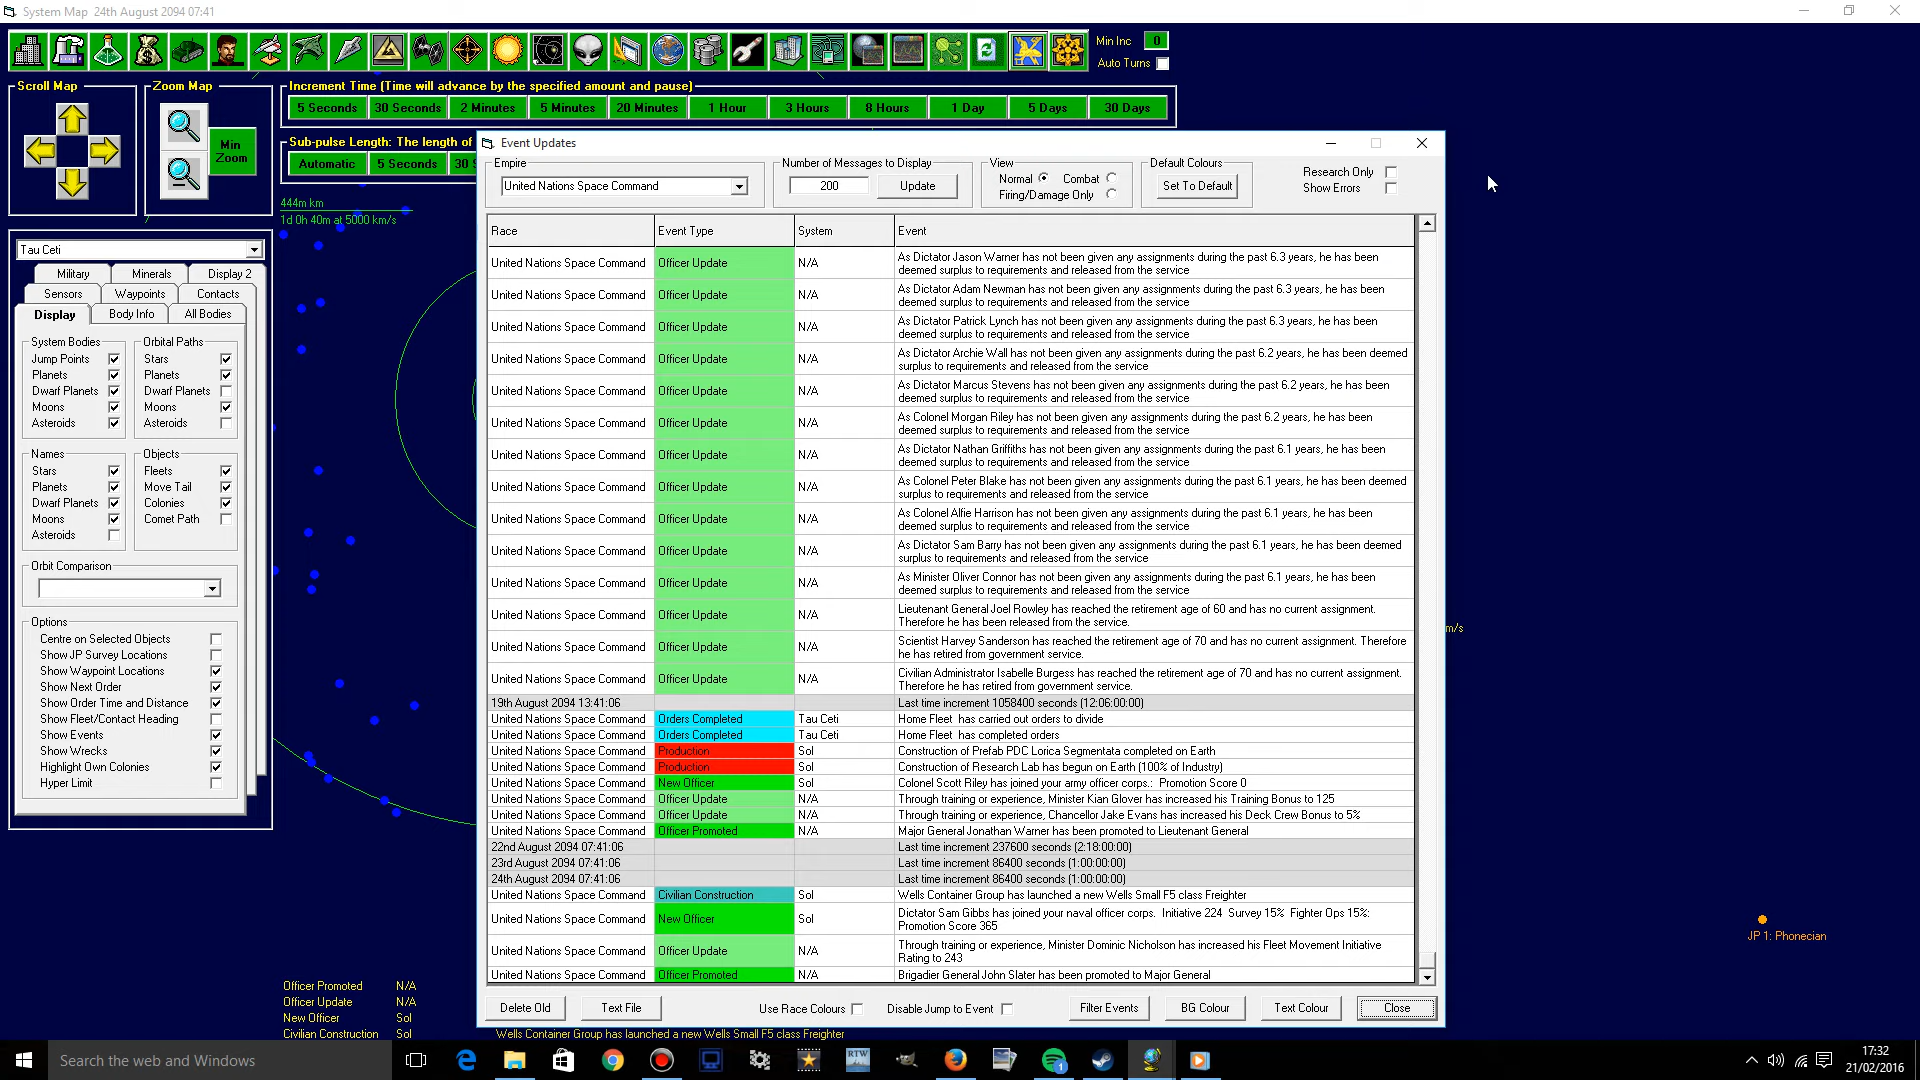 System Map  24th August 2094 07:41
Min Inc 0
Auto Turns
Scroll Map
Zoom Map
Min Zoom
Increment Time (Time will advance by the specified amount and pause)
5 Seconds 30 Seconds 2 Minutes 5 Minutes 20 Minutes 1 Hour 3 Hours 8 Hours 1 Day 5 Days 30 Days
Sub-pulse Length: The length of
Automatic 5 Seconds 30 S
444m km
1d 0h 40m at 5000 km/s
Tau Ceti
Military Minerals Display 2
Sensors Waypoints Contacts
Display Body Info All Bodies
System Bodies
Jump Points
Planets
Dwarf Planets
Moons
Asteroids
Orbital Paths
Stars
Planets
Dwarf Planets
Moons
Asteroids
Names
Stars
Planets
Dwarf Planets
Moons
Asteroids
Objects
Fleets
Move Tail
Colonies
Comet Path
Orbit Comparison
Options
Centre on Selected Objects
Show JP Survey Locations
Show Waypoint Locations
Show Next Order
Show Order Time and Distance
Show Fleet/Contact Heading
Show Events
Show Wrecks
Highlight Own Colonies
Hyper Limit
Event Updates
Empire
United Nations Space Command
Number of Messages to Display
200 Update
View
Normal Combat
Firing/Damage Only
Default Colours
Set To Default
Research Only
Show Errors
Race Event Type System Event
United Nations Space Command Officer Update N/A As Dictator Jason Warner has not been given any assignments during the past 6.3 years, he has been
deemed surplus to requirements and released from the service
United Nations Space Command Officer Update N/A As Dictator Adam Newman has not been given any assignments during the past 6.3 years, he has been
deemed surplus to requirements and released from the service
United Nations Space Command Officer Update N/A As Dictator Patrick Lynch has not been given any assignments during the past 6.3 years, he has been
deemed surplus to requirements and released from the service
United Nations Space Command Officer Update N/A As Dictator Archie Wall has not been given any assignments during the past 6.2 years, he has been deemed
surplus to requirements and released from the service
United Nations Space Command Officer Update N/A As Dictator Marcus Stevens has not been given any assignments during the past 6.2 years, he has been
deemed surplus to requirements and released from the service
United Nations Space Command Officer Update N/A As Colonel Morgan Riley has not been given any assignments during the past 6.2 years, he has been
deemed surplus to requirements and released from the service
United Nations Space Command Officer Update N/A As Dictator Nathan Griffiths has not been given any assignments during the past 6.1 years, he has been
deemed surplus to requirements and released from the service
United Nations Space Command Officer Update N/A As Colonel Peter Blake has not been given any assignments during the past 6.1 years, he has been deemed
surplus to requirements and released from the service
United Nations Space Command Officer Update N/A As Colonel Alfie Harrison has not been given any assignments during the past 6.1 years, he has been
deemed surplus to requirements and released from the service
United Nations Space Command Officer Update N/A As Dictator Sam Barry has not been given any assignments during the past 6.1 years, he has been deemed
surplus to requirements and released from the service
United Nations Space Command Officer Update N/A As Minister Oliver Connor has not been given any assignments during the past 6.1 years, he has been
deemed surplus to requirements and released from the service
United Nations Space Command Officer Update N/A Lieutenant General Joel Rowley has reached the retirement age of 60 and has no current assignment.
Therefore he has been released from the service.
United Nations Space Command Officer Update N/A Scientist Harvey Sanderson has reached the retirement age of 70 and has no current assignment. Therefore
he has retired from government service.
United Nations Space Command Officer Update N/A Civilian Administrator Isabelle Burgess has reached the retirement age of 70 and has no current assignment.
Therefore he has retired from government service.
19th August 2094 13:41:06 Last time increment 1058400 seconds (12:06:00:00)
United Nations Space Command Orders Completed Tau Ceti Home Fleet  has carried out orders to divide
United Nations Space Command Orders Completed Tau Ceti Home Fleet  has completed orders
United Nations Space Command Production Sol Construction of Prefab PDC Lorica Segmentata completed on Earth
United Nations Space Command Production Sol Construction of Research Lab has begun on Earth (100% of Industry)
United Nations Space Command New Officer Sol Colonel Scott Riley has joined your army officer corps.:  Promotion Score 0
United Nations Space Command Officer Update N/A Through training or experience, Minister Kian Glover has increased his Training Bonus to 125
United Nations Space Command Officer Update N/A Through training or experience, Chancellor Jake Evans has increased his Deck Crew Bonus to 5%
United Nations Space Command Officer Promoted N/A Major General Jonathan Warner has been promoted to Lieutenant General
22nd August 2094 07:41:06 Last time increment 237600 seconds (2:18:00:00)
23rd August 2094 07:41:06 Last time increment 86400 seconds (1:00:00:00)
24th August 2094 07:41:06 Last time increment 86400 seconds (1:00:00:00)
United Nations Space Command Civilian Construction Sol Wells Container Group has launched a new Wells Small F5 class Freighter
United Nations Space Command New Officer Sol Dictator Sam Gibbs has joined your naval officer corps.  Initiative 224  Survey 15%  Fighter Ops 15%:
Promotion Score 365
United Nations Space Command Officer Update N/A Through training or experience, Minister Dominic Nicholson has increased his Fleet Movement Initiative
Rating to 243
United Nations Space Command Officer Promoted N/A Brigadier General John Slater has been promoted to Major General
Delete Old Text File Use Race Colours Disable Jump to Event Filter Events BG Colour Text Colour Close
m/s
JP 1: Phonecian
Officer Promoted N/A
Officer Update N/A
New Officer Sol
Civilian Construction Sol Wells Container Group has launched a new Wells Small F5 class Freighter
Search the web and Windows
RTW
1
17:32
21/02/2016